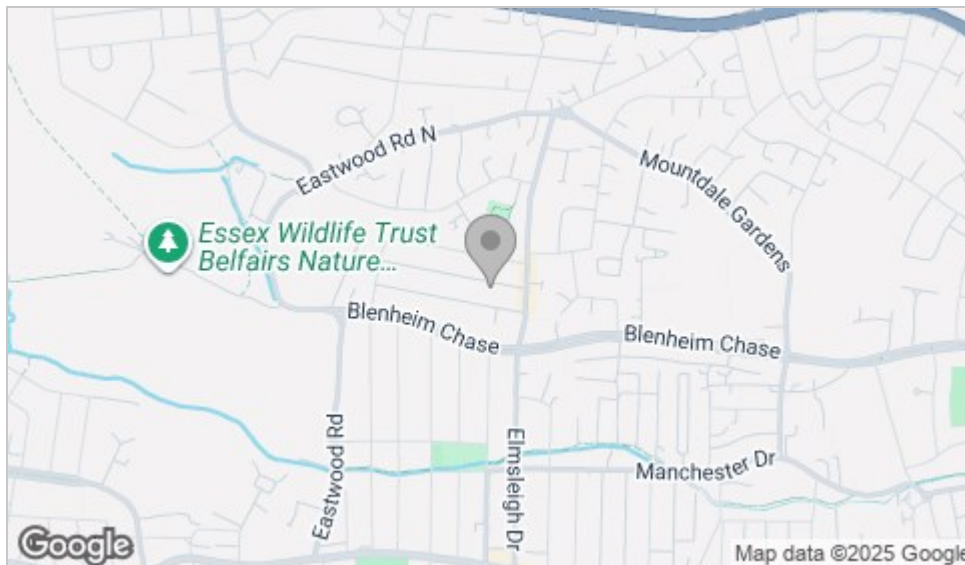 Eastwood Rd N
Mountdale Gardens
Essex Wildlife Trust
Belfairs Nature...
Blenheim Chase
Blenheim Chase
Eastwood Rd
Elmsleigh Dr
Manchester Dr
Google
Map data ©2025 Google